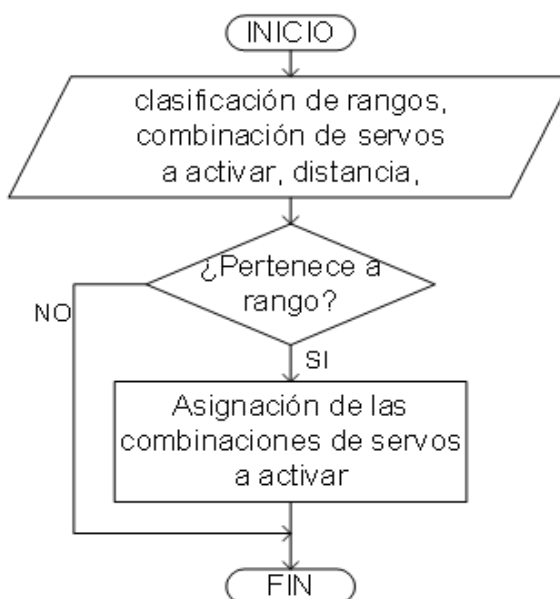 INICIO
clasificación de rangos,
combinación de servos
a activar, distancia,
¿Pertenece a
rango?
NO
SI
Asignación de las
combinaciones de servos
a activar
FIN